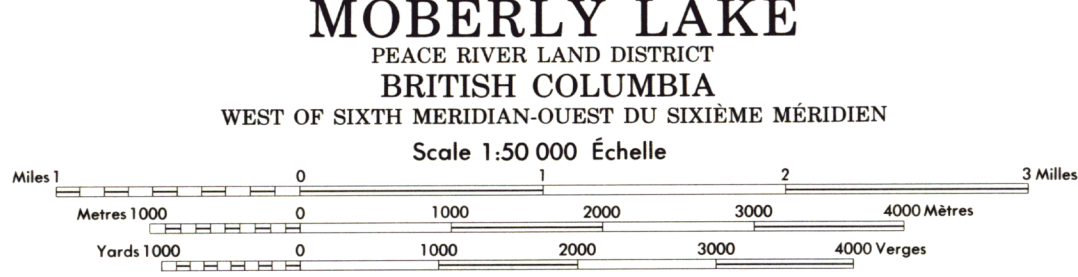 MOBERLY LAKE
PEACE RIVER LAND DISTRICT
BRITISH COLUMBIA
WEST OF SIXTH MERIDIAN-OUEST DU SIXIÈME MÉRIDIEN
Scale 1:50 000 Échelle
Miles 1 0 1 2 3 Milles
Metres 1000 0 1000 2000 3000 4000 Mètres
Yards 1000 0 1000 2000 3000 4000 Verges